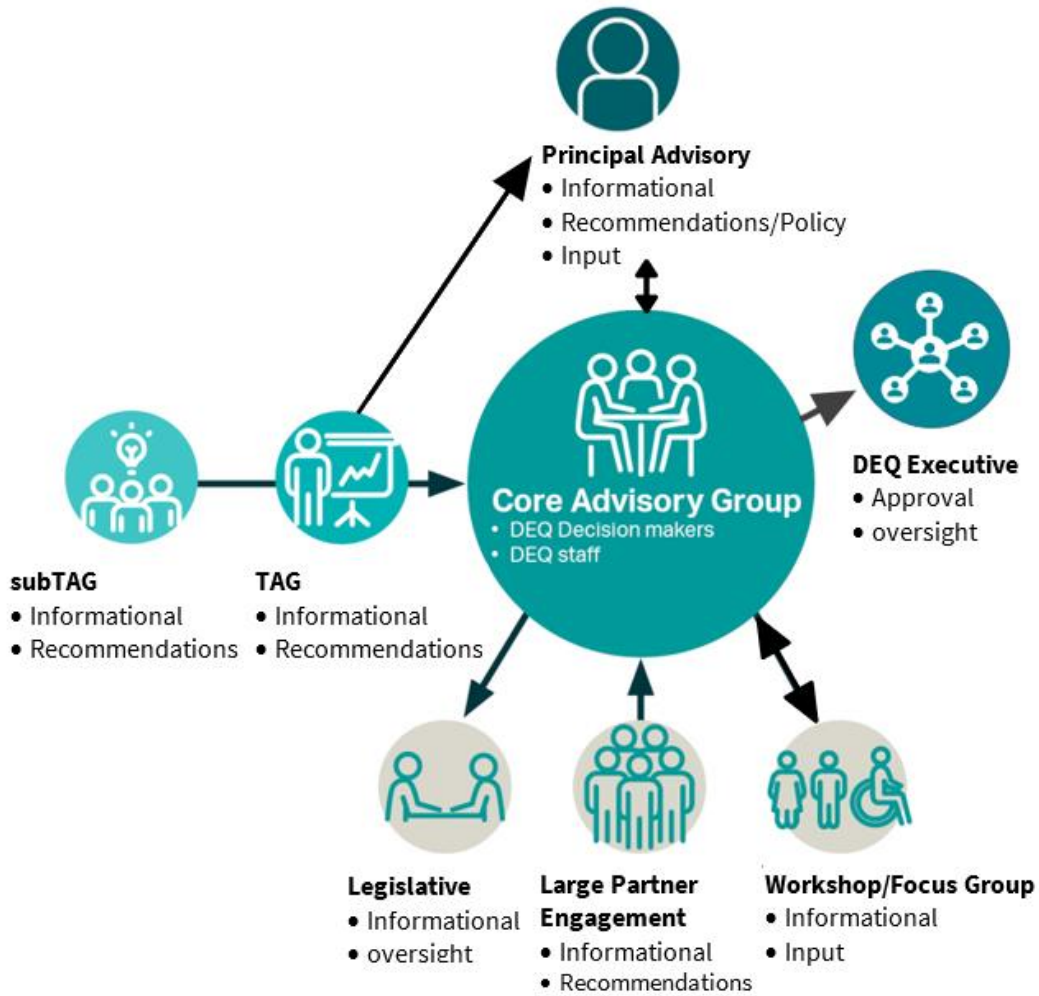 Principal Advisory
• Informational
• Recommendations/Policy
• Input
Core Advisory Group
• DEQ Decision makers
• DEQ staff
DEQ Executive
• Approval
• oversight
subTAG
• Informational
• Recommendations
TAG
• Informational
• Recommendations
Legislative
• Informational
• oversight
Large Partner
Engagement
• Informational
• Recommendations
Workshop/Focus Group
• Informational
• Input